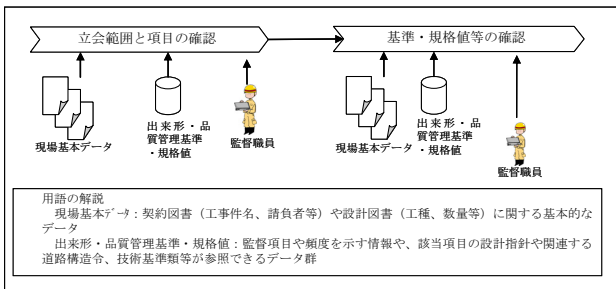 立会範囲と項目の確認
基準・規格値等の確認
現場基本データ
出来形・品
質管理基準
・規格値
監督職員
現場基本データ
出来形・品
質管理基準
・規格値
監督職員
用語の解説
現場基本データ：契約図書（工事件名、請負者等）や設計図書（工種、数量等）に関する基本的な
データ
出来形・品質管理基準・規格値：監督項目や頻度を示す情報や、該当項目の設計指針や関連する
道路構造令、技術基準類等が参照できるデータ群